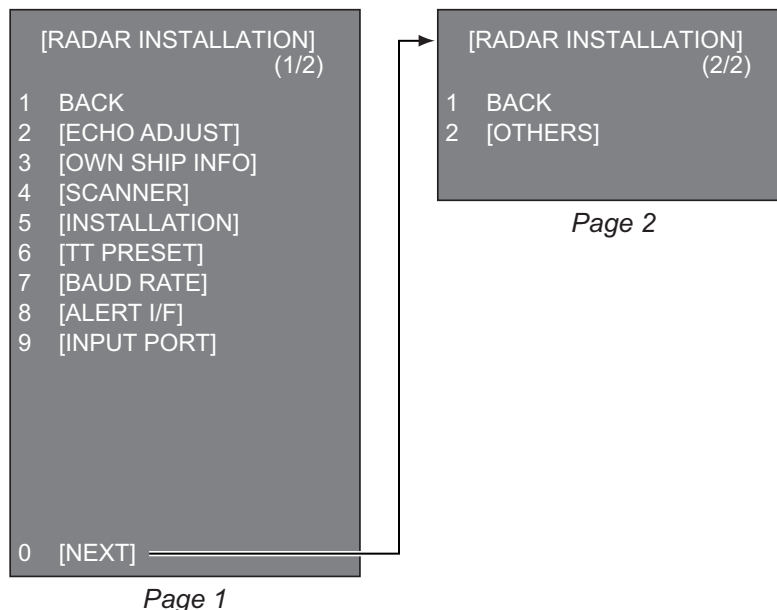 [RADAR INSTALLATION]
(1/2)
1 BACK
2 [ECHO ADJUST]
3 [OWN SHIP INFO]
4 [SCANNER]
5 [INSTALLATION]
6 [TT PRESET]
7 [BAUD RATE]
8 [ALERT I/F]
9 [INPUT PORT]
0 [NEXT]
Page 1
[RADAR INSTALLATION]
(2/2)
1 BACK
2 [OTHERS]
Page 2